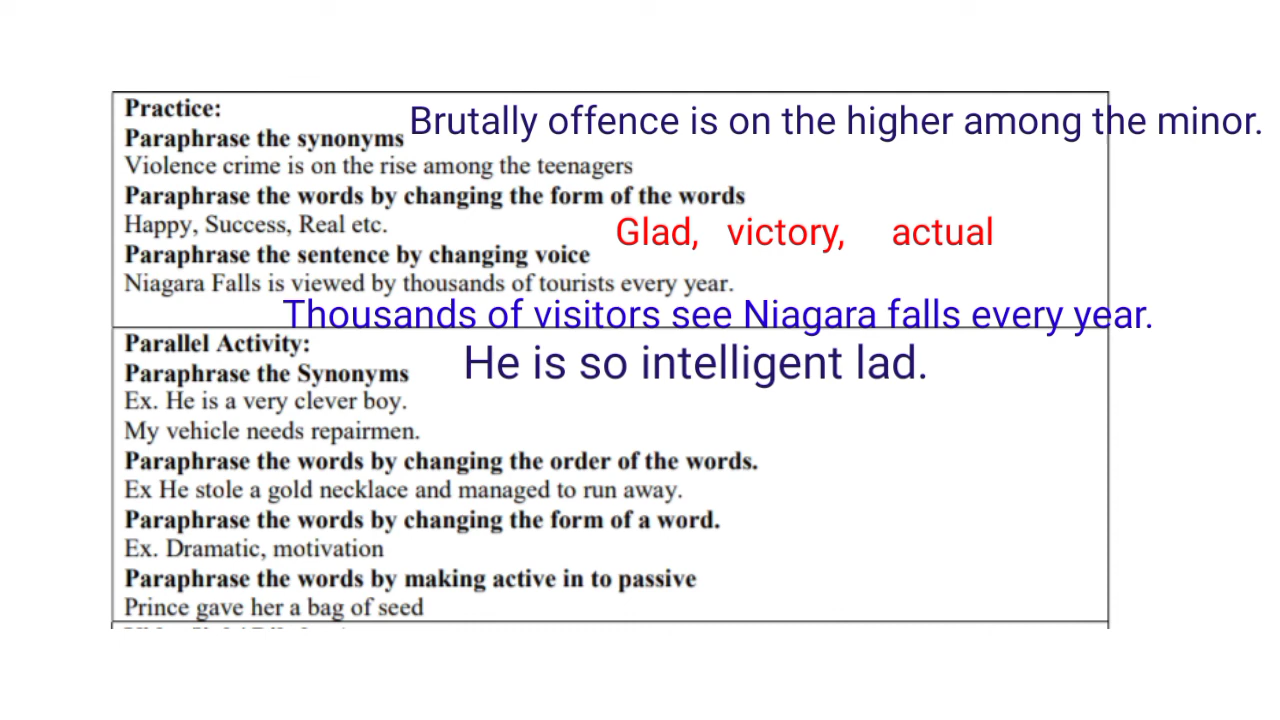 Practice:
Paraphrase the synonyms
Brutally offence is on the higher among the minor.
Violence crime is on the rise among the teenagers
Paraphrase the words by changing the form of the words
Happy, Success, Real etc.
Glad, victory, actual
Paraphrase the sentence by changing voice
Niagara Falls is viewed by thousands of tourists every year.
Thousands of visitors see Niagara falls every year.
Parallel Activity:
Paraphrase the Synonyms
He is so intelligent lad.
Ex. He is a very clever boy.
My vehicle needs repairmen.
Paraphrase the words by changing the order of the words.
Ex He stole a gold necklace and managed to run away.
Paraphrase the words by changing the form of a word.
Ex. Dramatic, motivation
Paraphrase the words by making active in to passive
Prince gave her a bag of seed